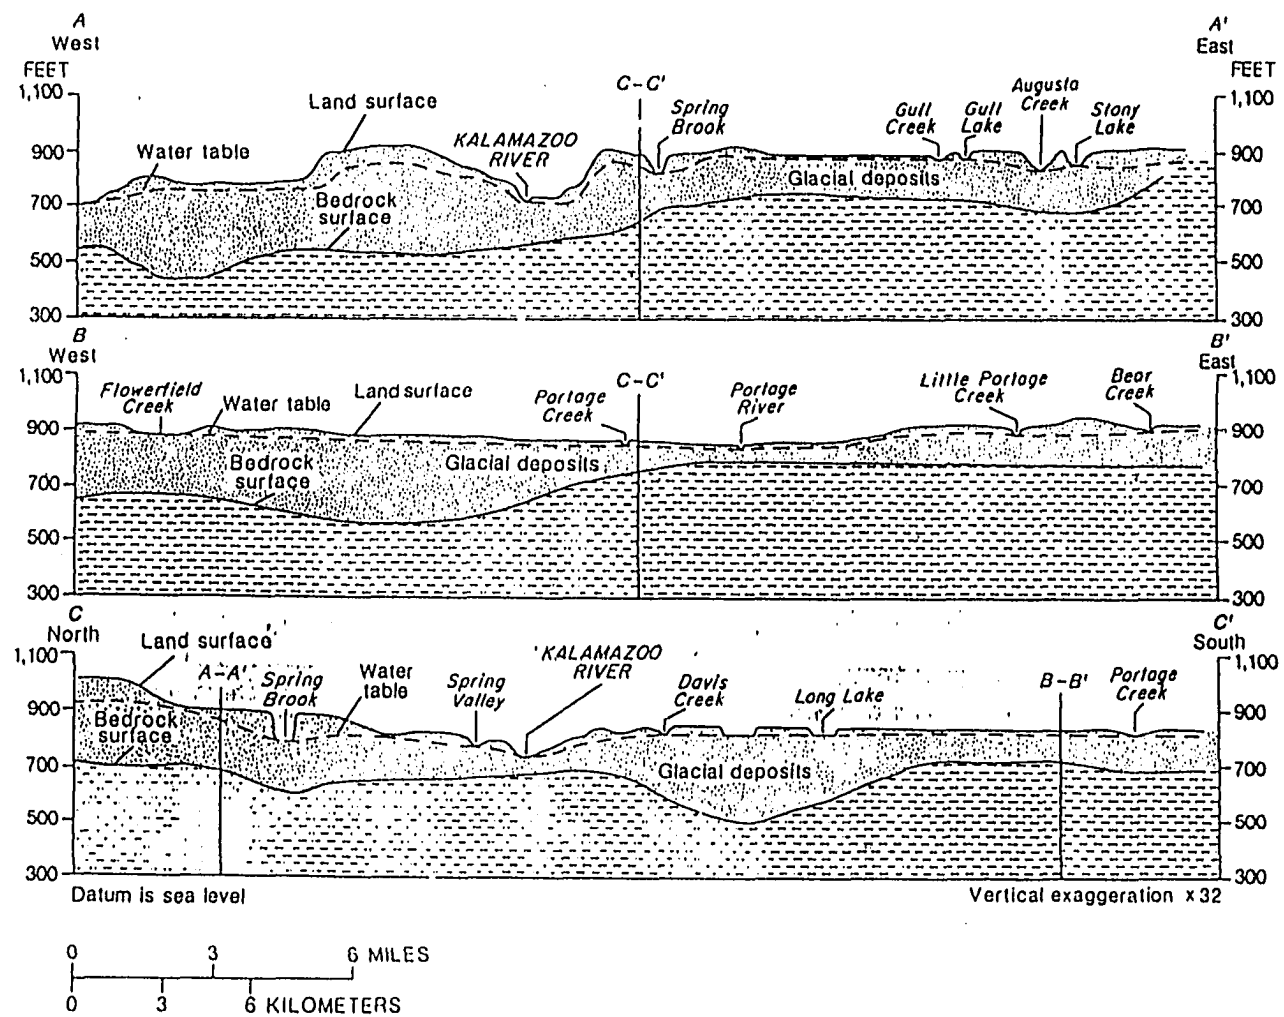 A
West
FEET
1,100
900
700
500
300
Land surface
Water table
KALAMAZOO
RIVER
C-C'
Spring
Brook
Gull
Creek
Gull
Lake
Augusta
Creek
Stony
Lake
A'
East
FEET
1,100
900
700
500
300
Bedrock
surface
Glacial deposits
B
West
1,100
900
700
500
300
Flowerfield
Creek
Water table
Land surface
Portage
Creek
C-C'
Portage
River
Little Portage
Creek
Bear
Creek
B'
East
1,100
900
700
500
300
Bedrock
surface
Glacial deposits
C
North
1,100
900
700
500
300
Land surface
A-A'
Spring
Brook
Water
table
Spring
Valley
KALAMAZOO
RIVER
Davis
Creek
Long Lake
B-B'
Portage
Creek
C'
South
1,100
900
700
500
300
Bedrock
surface
Glacial deposits
Datum is sea level
Vertical exaggeration x 32
0 3 6 MILES
0 3 6 KILOMETERS